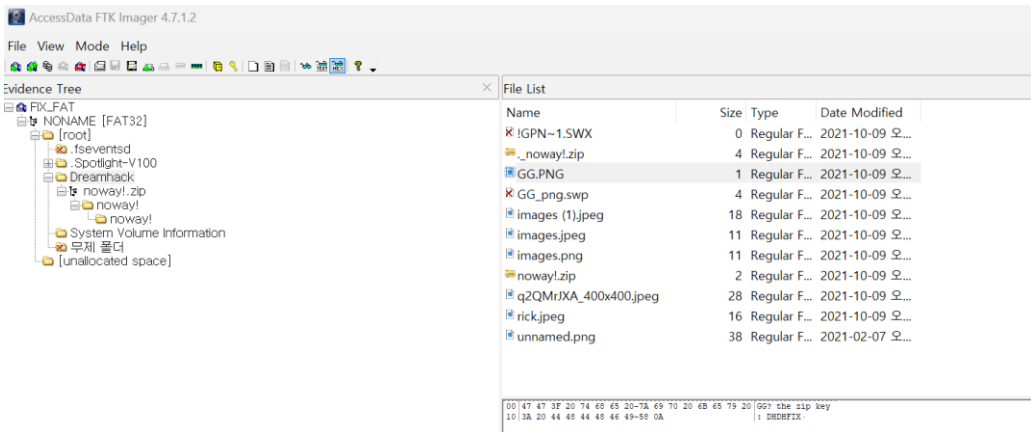 AccessData FTK Imager 4.7.1.2
File View Mode Help
Evidence Tree
File List
FIX_FAT
NONAME [FAT32]
[root]
.fseventsd
.Spotlight-V100
Dreamhack
noway!.zip
noway!
noway!
System Volume Information
무제 폴더
[unallocated space]
Name Size Type Date Modified
!GPN~1.SWX 0 Regular F... 2021-10-09 오...
._noway!.zip 4 Regular F... 2021-10-09 오...
GG.PNG 1 Regular F... 2021-10-09 오...
GG_png.swp 4 Regular F... 2021-10-09 오...
images (1).jpeg 18 Regular F... 2021-10-09 오...
images.jpeg 11 Regular F... 2021-10-09 오...
images.png 11 Regular F... 2021-10-09 오...
noway!.zip 2 Regular F... 2021-10-09 오...
q2QMrJXA_400x400.jpeg 28 Regular F... 2021-10-09 오...
rick.jpeg 16 Regular F... 2021-10-09 오...
unnamed.png 38 Regular F... 2021-02-07 오...
00 47 47 3F 20 74 68 65 20-7A 69 70 20 6B 65 79 20 GG? the zip key
10 3A 20 44 48 44 48 46 49-58 0A : DHDHFIX·